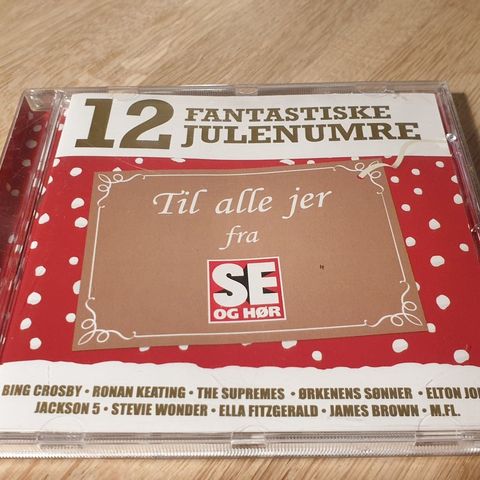 12 FANTASTISKE
JULENUMRE
Til alle jer
fra
SE
OG HØR
BING CROSBY • RONAN KEATING • THE SUPREMES • ØRKENENS SØNNER • ELTON JO
JACKSON 5 • STEVIE WONDER • ELLA FITZGERALD • JAMES BROWN • M.FL.